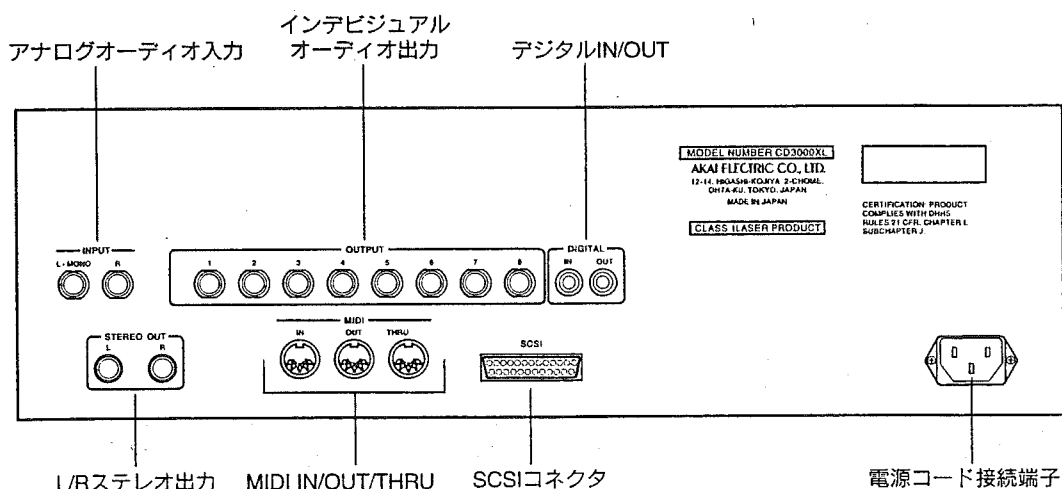 インデビジュアル
アナログオーディオ入力 オーディオ出力 デジタルIN/OUT
MODEL NUMBER CD3000XL
AKAI ELECTRIC CO., LTD.
12-14, HIGASHI-KOJIYA 2-CHOME,
OHTA-KU, TOKYO, JAPAN
MADE IN JAPAN
CLASS 1 LASER PRODUCT
CERTIFICATION: PRODUCT
COMPLIES WITH DHHS
RULES 21 CFR, CHAPTER I,
SUBCHAPTER J.
INPUT
L・MONO R
OUTPUT
1 2 3 4 5 6 7 8
DIGITAL
IN OUT
STEREO OUT
L R
MIDI
IN OUT THRU
SCSI
L/Rステレオ出力 MIDI IN/OUT/THRU SCSIコネクタ 電源コード接続端子